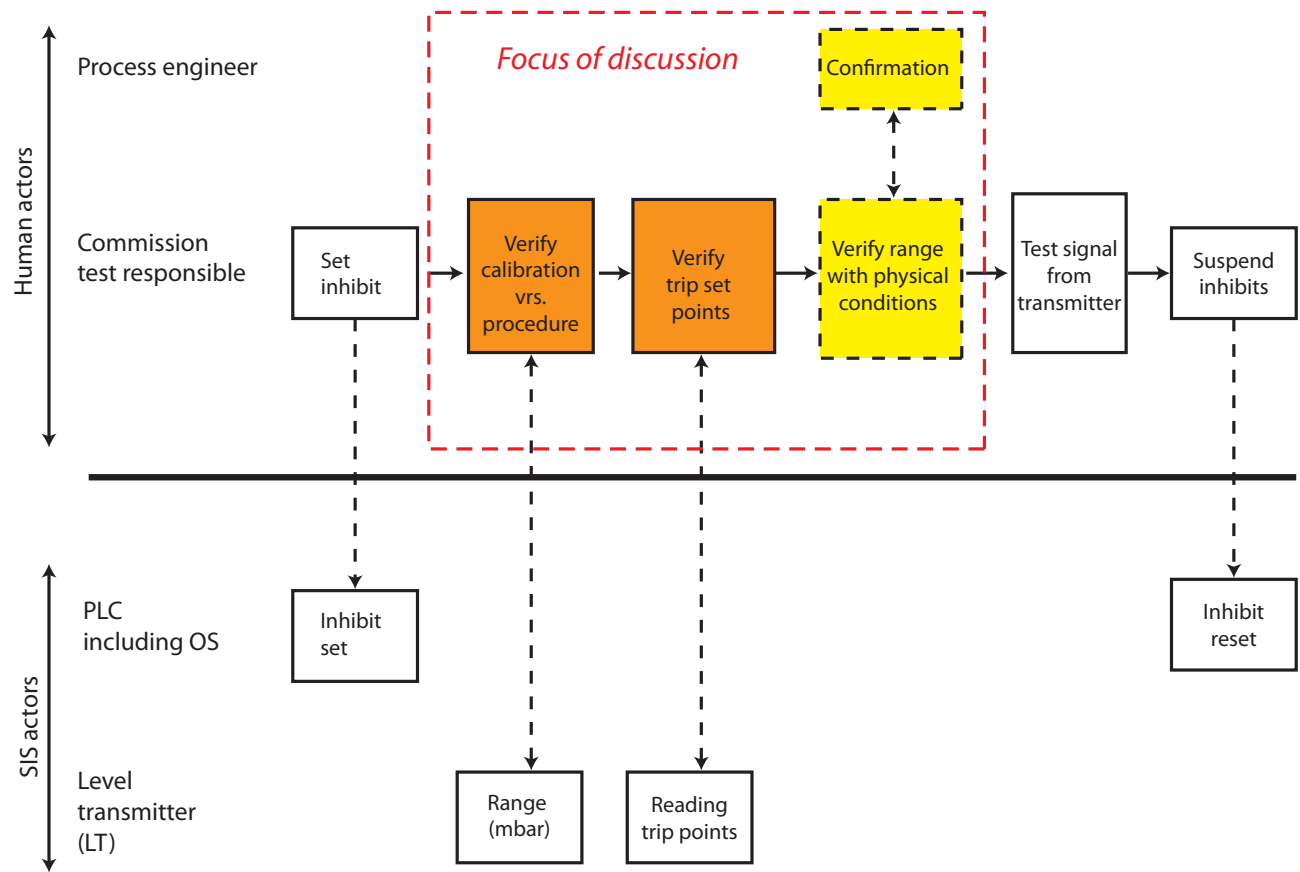 Focus of discussion
Human actors
Process engineer
Confirmation
Commission
test responsible
Set
inhibit
Verify
calibration
vrs.
procedure
Verify
trip set
points
Verify range
with physical
conditions
Test signal
from
transmitter
Suspend
inhibits
SIS actors
PLC
including OS
Inhibit
set
Inhibit
reset
Level
transmitter
(LT)
Range
(mbar)
Reading
trip points